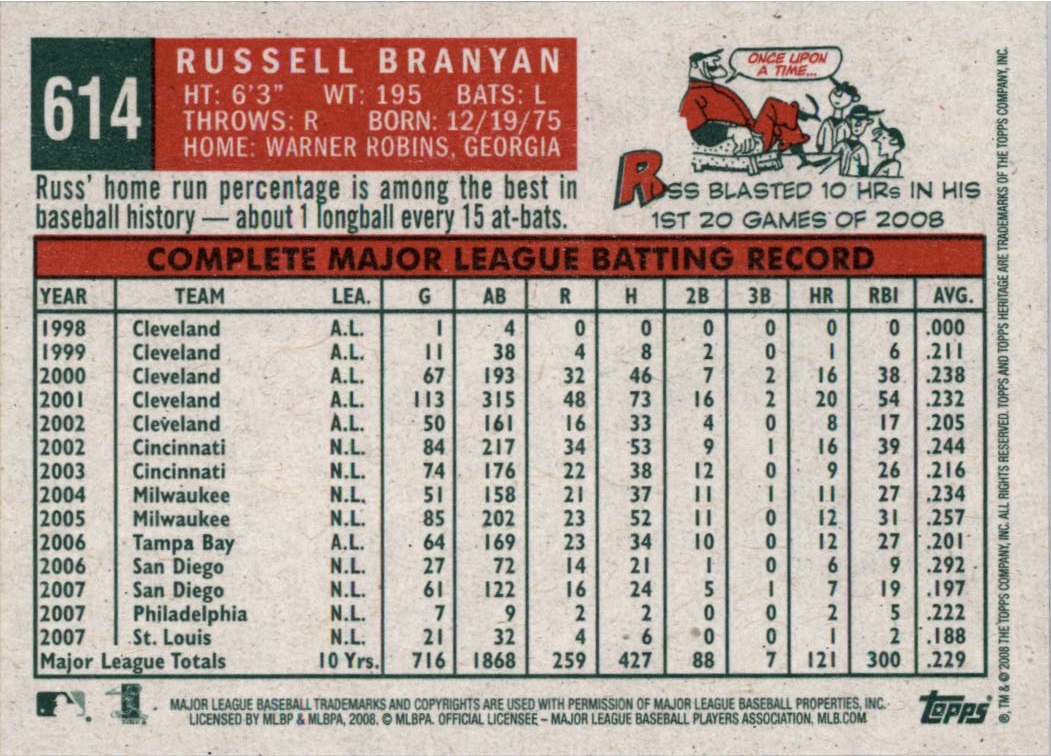 614
RUSSELL BRANYAN
HT: 6'3" WT: 195 BATS: L
THROWS: R BORN: 12/19/75
HOME: WARNER ROBINS, GEORGIA
Russ' home run percentage is among the best in
baseball history — about 1 longball every 15 at-bats.
ONCE UPON
A TIME...
RUSS BLASTED 10 HRs IN HIS
1ST 20 GAMES OF 2008
COMPLETE MAJOR LEAGUE BATTING RECORD
YEAR TEAM LEA. G AB R H 2B 3B HR RBI AVG.
1998 Cleveland A.L. 1 4 0 0 0 0 0 0 .000
1999 Cleveland A.L. 11 38 4 8 2 0 1 6 .211
2000 Cleveland A.L. 67 193 32 46 7 2 16 38 .238
2001 Cleveland A.L. 113 315 48 73 16 2 20 54 .232
2002 Cleveland A.L. 50 161 16 33 4 0 8 17 .205
2002 Cincinnati N.L. 84 217 34 53 9 1 16 39 .244
2003 Cincinnati N.L. 74 176 22 38 12 0 9 26 .216
2004 Milwaukee N.L. 51 158 21 37 11 1 11 27 .234
2005 Milwaukee N.L. 85 202 23 52 11 0 12 31 .257
2006 Tampa Bay A.L. 64 169 23 34 10 0 12 27 .201
2006 San Diego N.L. 27 72 14 21 1 0 6 9 .292
2007 San Diego N.L. 61 122 16 24 5 1 7 19 .197
2007 Philadelphia N.L. 7 9 2 2 0 0 2 5 .222
2007 St. Louis N.L. 21 32 4 6 0 0 1 2 .188
Major League Totals 10 Yrs. 716 1868 259 427 88 7 121 300 .229
MAJOR LEAGUE BASEBALL TRADEMARKS AND COPYRIGHTS ARE USED WITH PERMISSION OF MAJOR LEAGUE BASEBALL PROPERTIES, INC.
LICENSED BY MLBP & MLBPA, 2008. © MLBPA. OFFICIAL LICENSEE – MAJOR LEAGUE BASEBALL PLAYERS ASSOCIATION, MLB.COM
Topps
®, TM & © 2008 THE TOPPS COMPANY, INC. ALL RIGHTS RESERVED. TOPPS AND TOPPS HERITAGE ARE TRADEMARKS OF THE TOPPS COMPANY, INC.